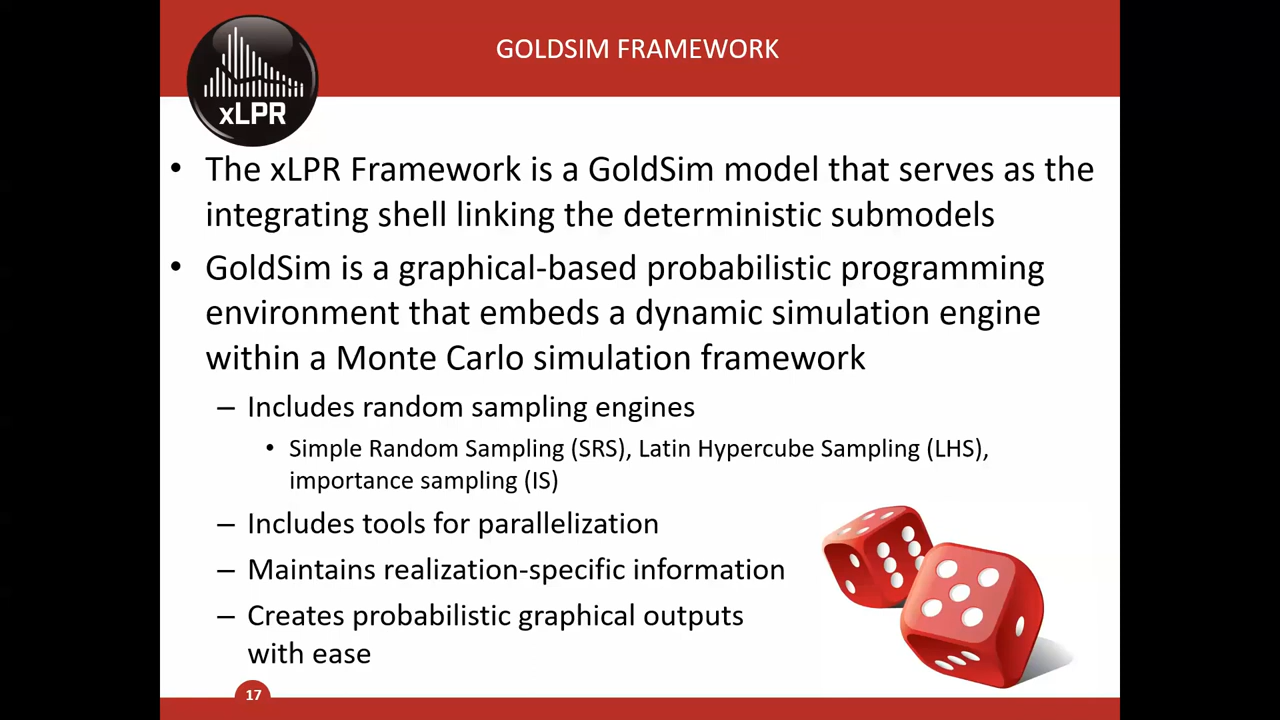 xLPR
GOLDSIM FRAMEWORK
• The xLPR Framework is a GoldSim model that serves as the
integrating shell linking the deterministic submodels
• GoldSim is a graphical-based probabilistic programming
environment that embeds a dynamic simulation engine
within a Monte Carlo simulation framework
– Includes random sampling engines
• Simple Random Sampling (SRS), Latin Hypercube Sampling (LHS),
importance sampling (IS)
– Includes tools for parallelization
– Maintains realization-specific information
– Creates probabilistic graphical outputs
with ease
17